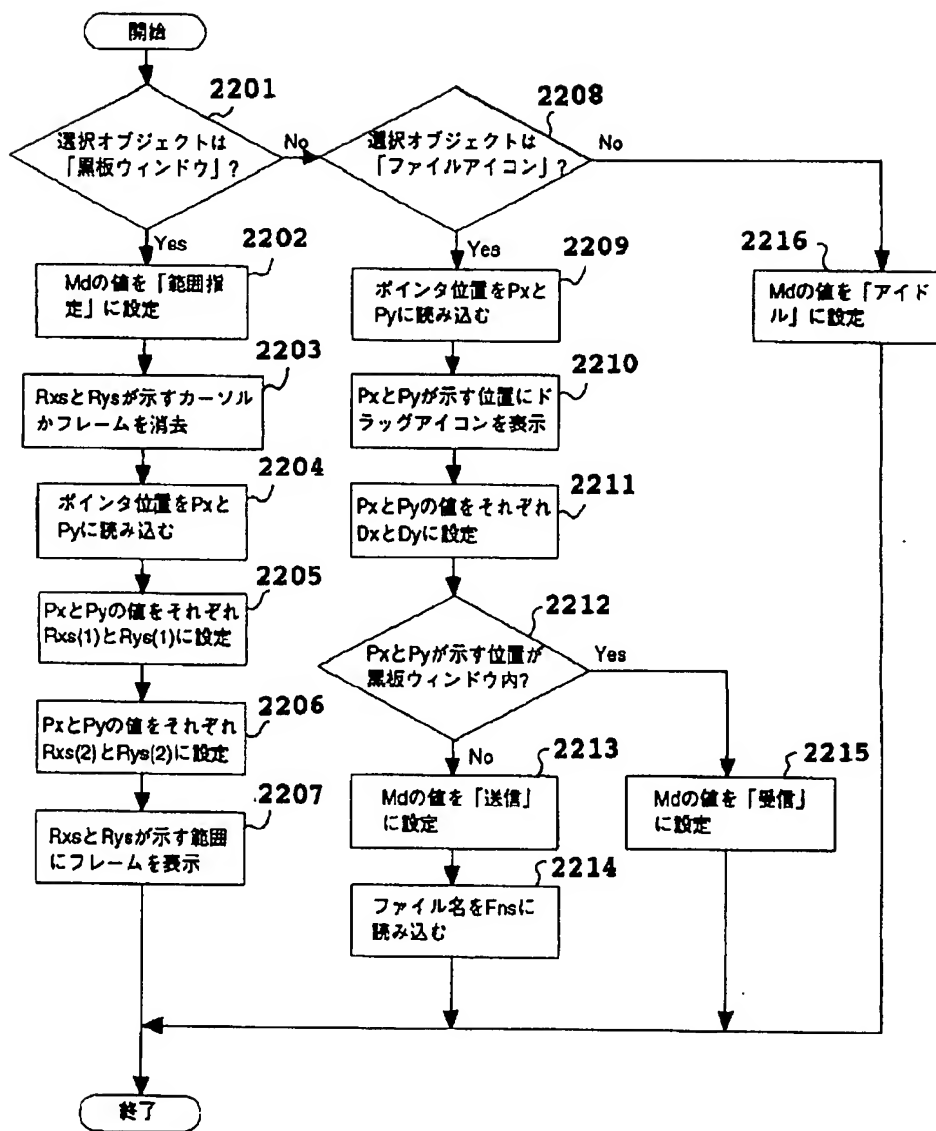 開始
2201
選択オブジェクトは
「黒板ウィンドウ」?
No
Yes
2202
Mdの値を「範囲指
定」に設定
2203
RxsとRysが示すカーソル
かフレームを消去
2204
ポインタ位置をPxと
Pyに読み込む
2205
PxとPyの値をそれぞれ
Rxs(1)とRys(1)に設定
2206
PxとPyの値をそれぞれ
Rxs(2)とRys(2)に設定
2207
RxsとRysが示す範囲
にフレームを表示
2208
選択オブジェクトは
「ファイルアイコン」?
No
Yes
2209
ポインタ位置をPxと
Pyに読み込む
2210
PxとPyが示す位置にド
ラッグアイコンを表示
2211
PxとPyの値をそれぞれ
DxとDyに設定
2212
PxとPyが示す位置が
黒板ウィンドウ内?
Yes
No
2213
Mdの値を「送信」
に設定
2214
ファイル名をFnsに
読み込む
2215
Mdの値を「受信」
に設定
2216
Mdの値を「アイド
ル」に設定
終了